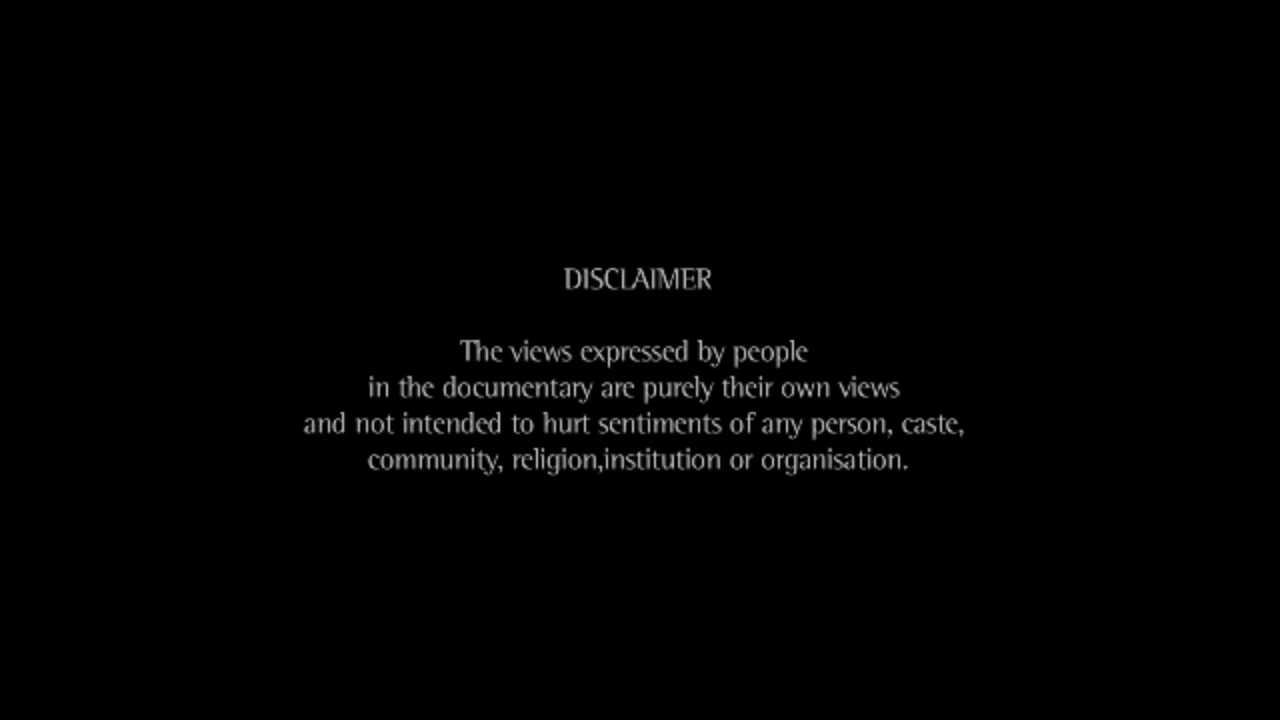 DISCLAIMER
The views expressed by people
in the documentary are purely their own views
and not intended to hurt sentiments of any person, caste,
community, religion,institution or organisation.